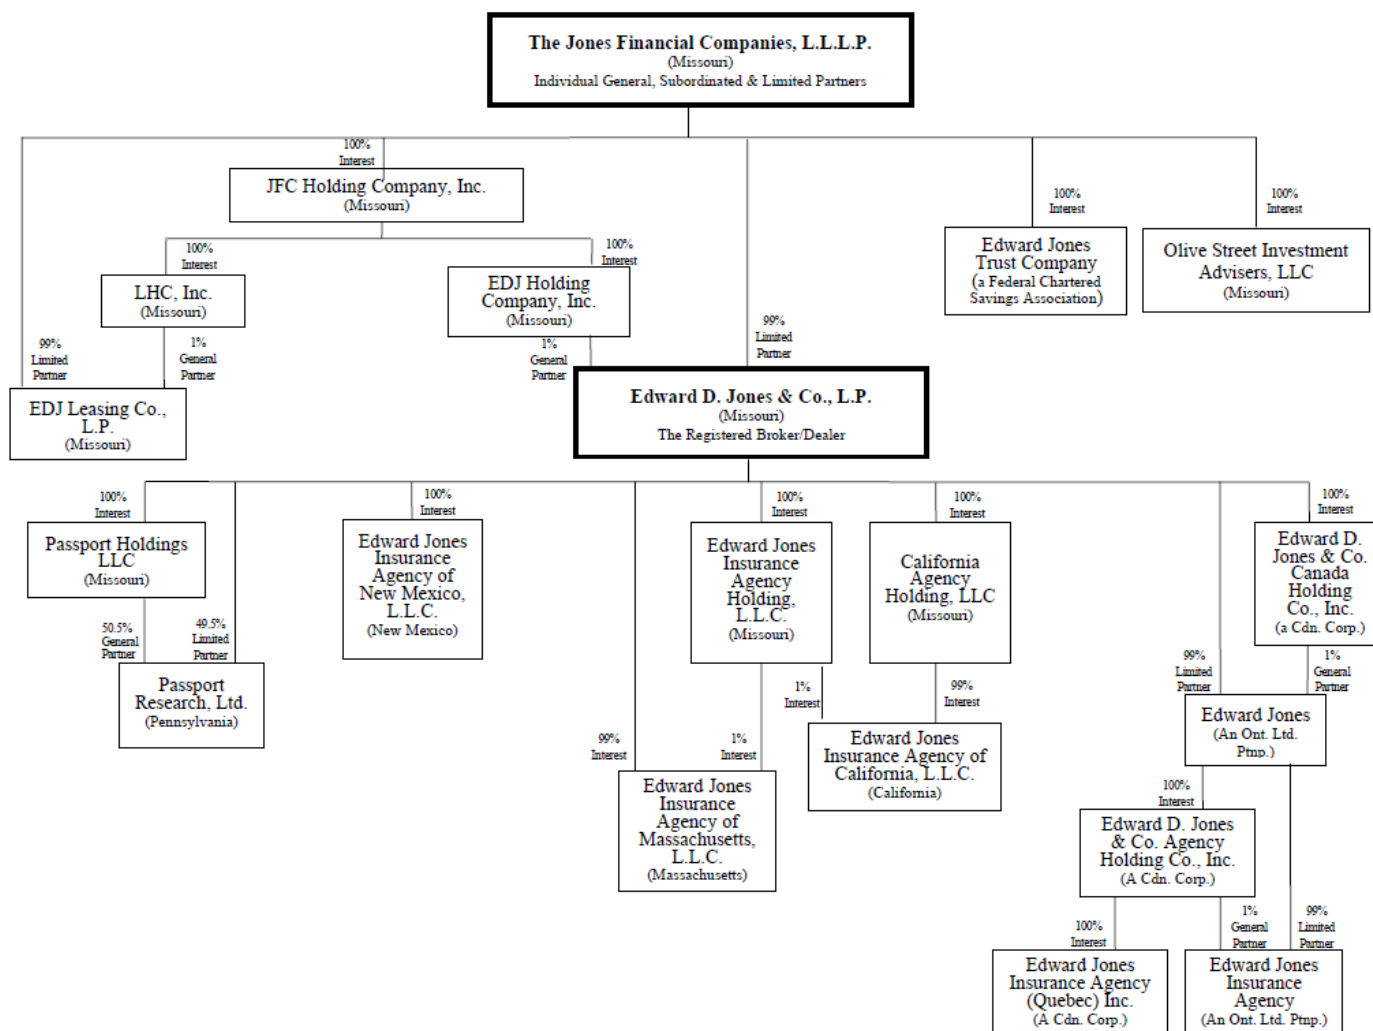 The Jones Financial Companies, L.L.L.P.
(Missouri)
Individual General, Subordinated & Limited Partners
100%
Interest
JFC Holding Company, Inc.
(Missouri)
100%
Interest
LHC, Inc.
(Missouri)
100%
Interest
EDJ Holding
Company, Inc.
(Missouri)
100%
Interest
Edward Jones
Trust Company
(a Federal Chartered
Savings Association)
100%
Interest
Olive Street Investment
Advisers, LLC
(Missouri)
99%
Limited
Partner
1%
General
Partner
EDJ Leasing Co.,
L.P.
(Missouri)
1%
General
Partner
99%
Limited
Partner
Edward D. Jones & Co., L.P.
(Missouri)
The Registered Broker/Dealer
100%
Interest
Passport Holdings
LLC
(Missouri)
50.5%
General
Partner
49.5%
Limited
Partner
Passport
Research, Ltd.
(Pennsylvania)
100%
Interest
Edward Jones
Insurance
Agency of
New Mexico,
L.L.C.
(New Mexico)
100%
Interest
Edward Jones
Insurance
Agency
Holding,
L.L.C.
(Missouri)
100%
Interest
California
Agency
Holding, LLC
(Missouri)
100%
Interest
Edward D.
Jones & Co.
Canada
Holding
Co., Inc.
(a Cdn. Corp.)
99%
Interest
1%
Interest
Edward Jones
Insurance
Agency of
Massachusetts,
L.L.C.
(Massachusetts)
1%
Interest
99%
Interest
Edward Jones
Insurance Agency of
California, L.L.C.
(California)
99%
Limited
Partner
1%
General
Partner
Edward Jones
(An Ont. Ltd.
Ptnp.)
100%
Interest
Edward D. Jones
& Co. Agency
Holding Co., Inc.
(A Cdn. Corp.)
100%
Interest
Edward Jones
Insurance Agency
(Quebec) Inc.
(A Cdn. Corp.)
1%
General
Partner
99%
Limited
Partner
Edward Jones
Insurance
Agency
(An Ont. Ltd. Ptnp.)